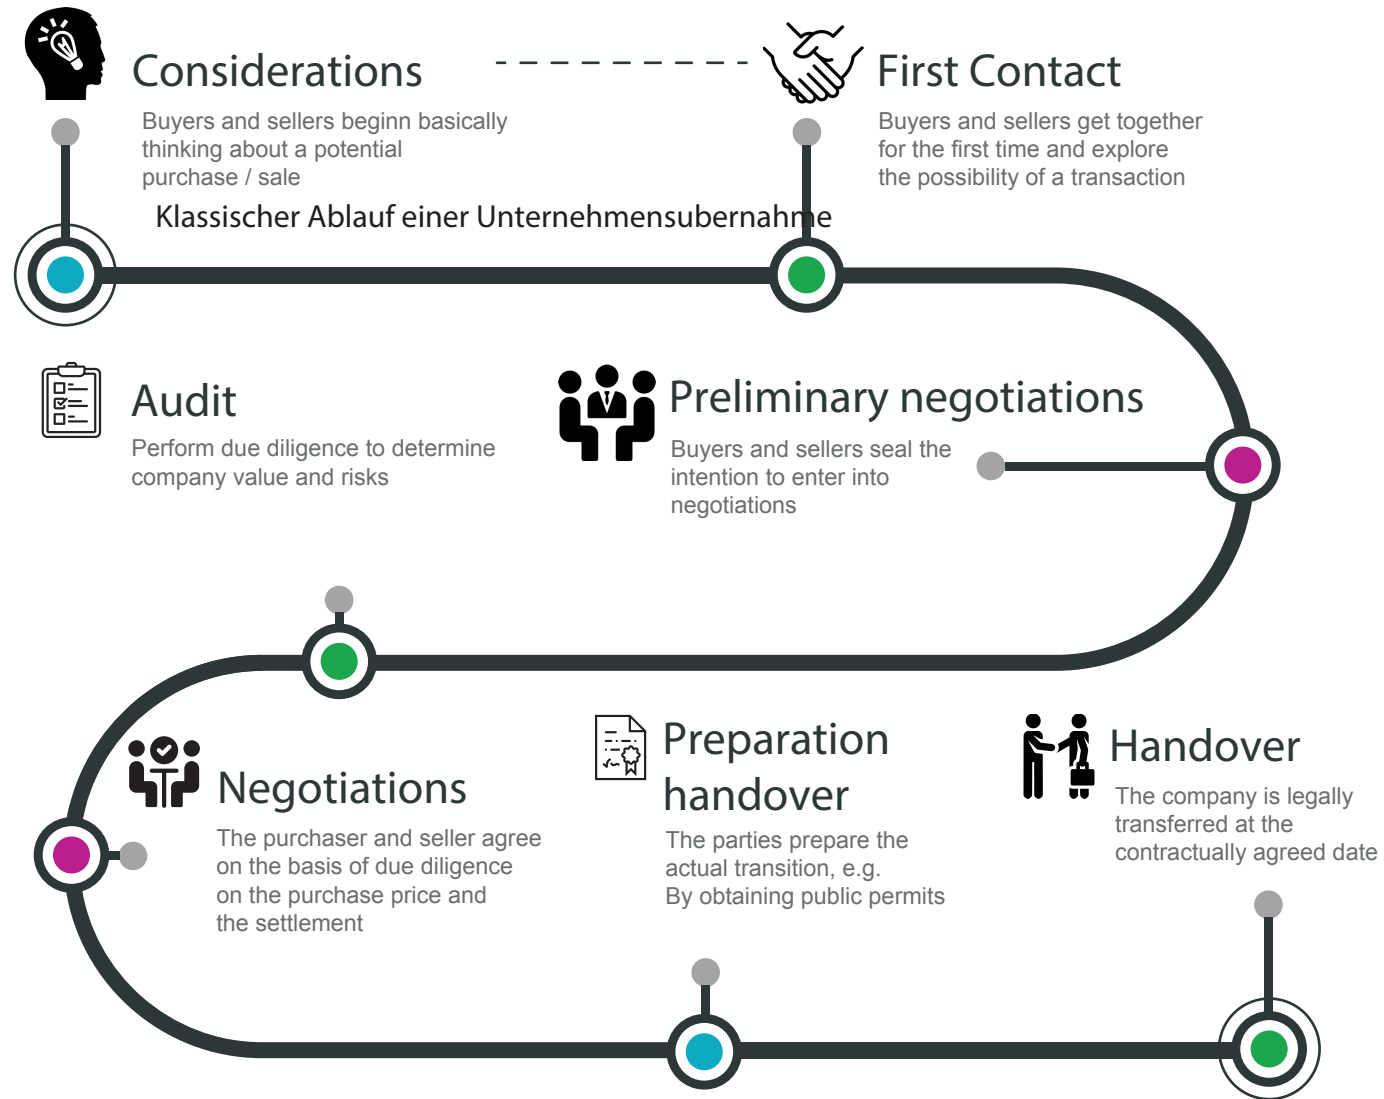 Considerations
Buyers and sellers beginn basically
thinking about a potential
purchase / sale
First Contact
Buyers and sellers get together
for the first time and explore
the possibility of a transaction
Klassischer Ablauf einer Unternehmensubernahme
Audit
Perform due diligence to determine
company value and risks
Preliminary negotiations
Buyers and sellers seal the
intention to enter into
negotiations
Negotiations
The purchaser and seller agree
on the basis of due diligence
on the purchase price and
the settlement
Preparation
handover
The parties prepare the
actual transition, e.g.
By obtaining public permits
Handover
The company is legally
transferred at the
contractually agreed date